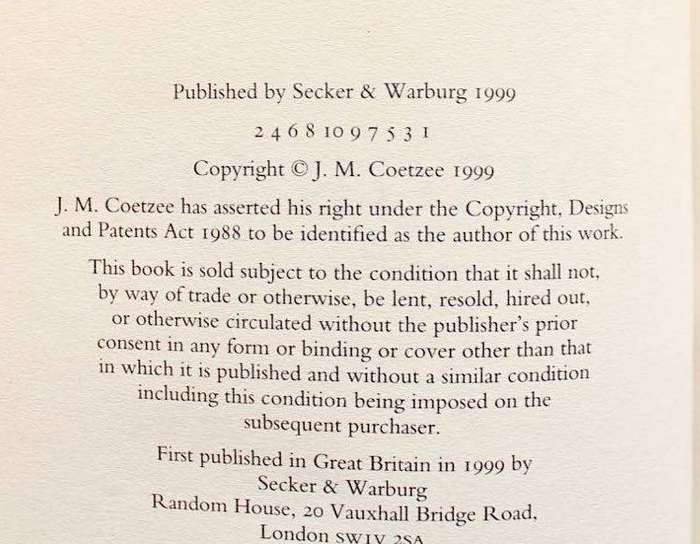 Published by Secker & Warburg 1999
2 4 6 8 10 9 7 5 3 1
Copyright © J. M. Coetzee 1999
J. M. Coetzee has asserted his right under the Copyright, Designs
and Patents Act 1988 to be identified as the author of this work.
This book is sold subject to the condition that it shall not,
by way of trade or otherwise, be lent, resold, hired out,
or otherwise circulated without the publisher's prior
consent in any form or binding or cover other than that
in which it is published and without a similar condition
including this condition being imposed on the
subsequent purchaser.
First published in Great Britain in 1999 by
Secker & Warburg
Random House, 20 Vauxhall Bridge Road,
London SW1V 2SA